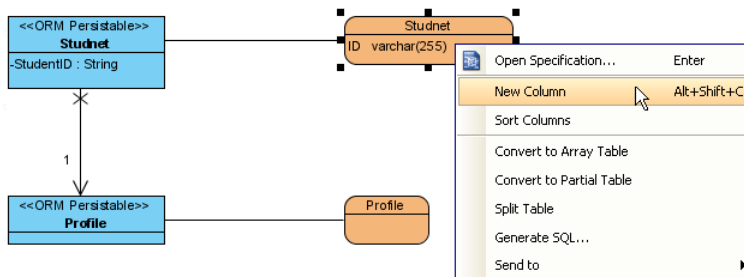 <<ORM Persistable>>
Studnet
-StudentID : String
Studnet
ID varchar(255)
Open Specification... Enter
New Column Alt+Shift+C
Sort Columns
Convert to Array Table
Convert to Partial Table
Split Table
Generate SQL...
Send to
1
<<ORM Persistable>>
Profile
Profile